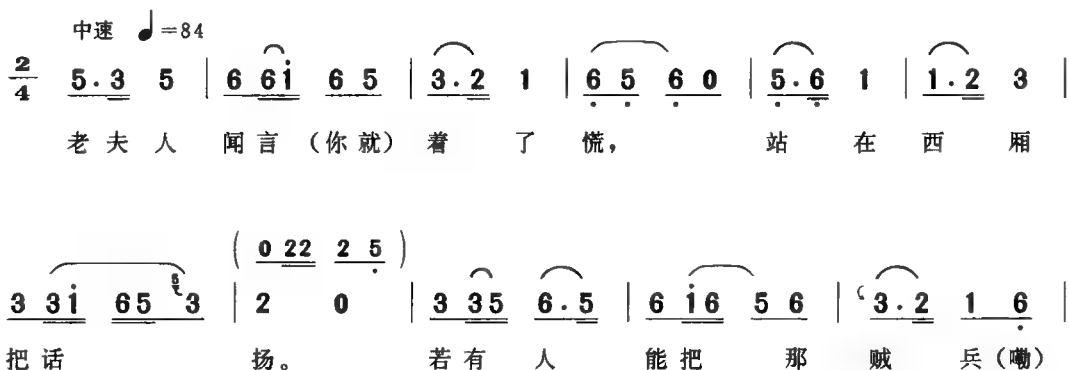 中速 ♩=84
2/4 5·3 5 | 6 6i 6 5 | 3·2 1 | 6 5 6 0 | 5·6 1 | 1·2 3 |
老夫人 闻言（你就）着 了 慌， 站 在 西 厢
( 0 22 2 5 )
3 3i 65 5 3 | 2 0 | 3 35 6·5 | 6 i6 5 6 | 3·2 1 6 |
把话 扬。 若有人 能把 那 贼 兵（嘞）